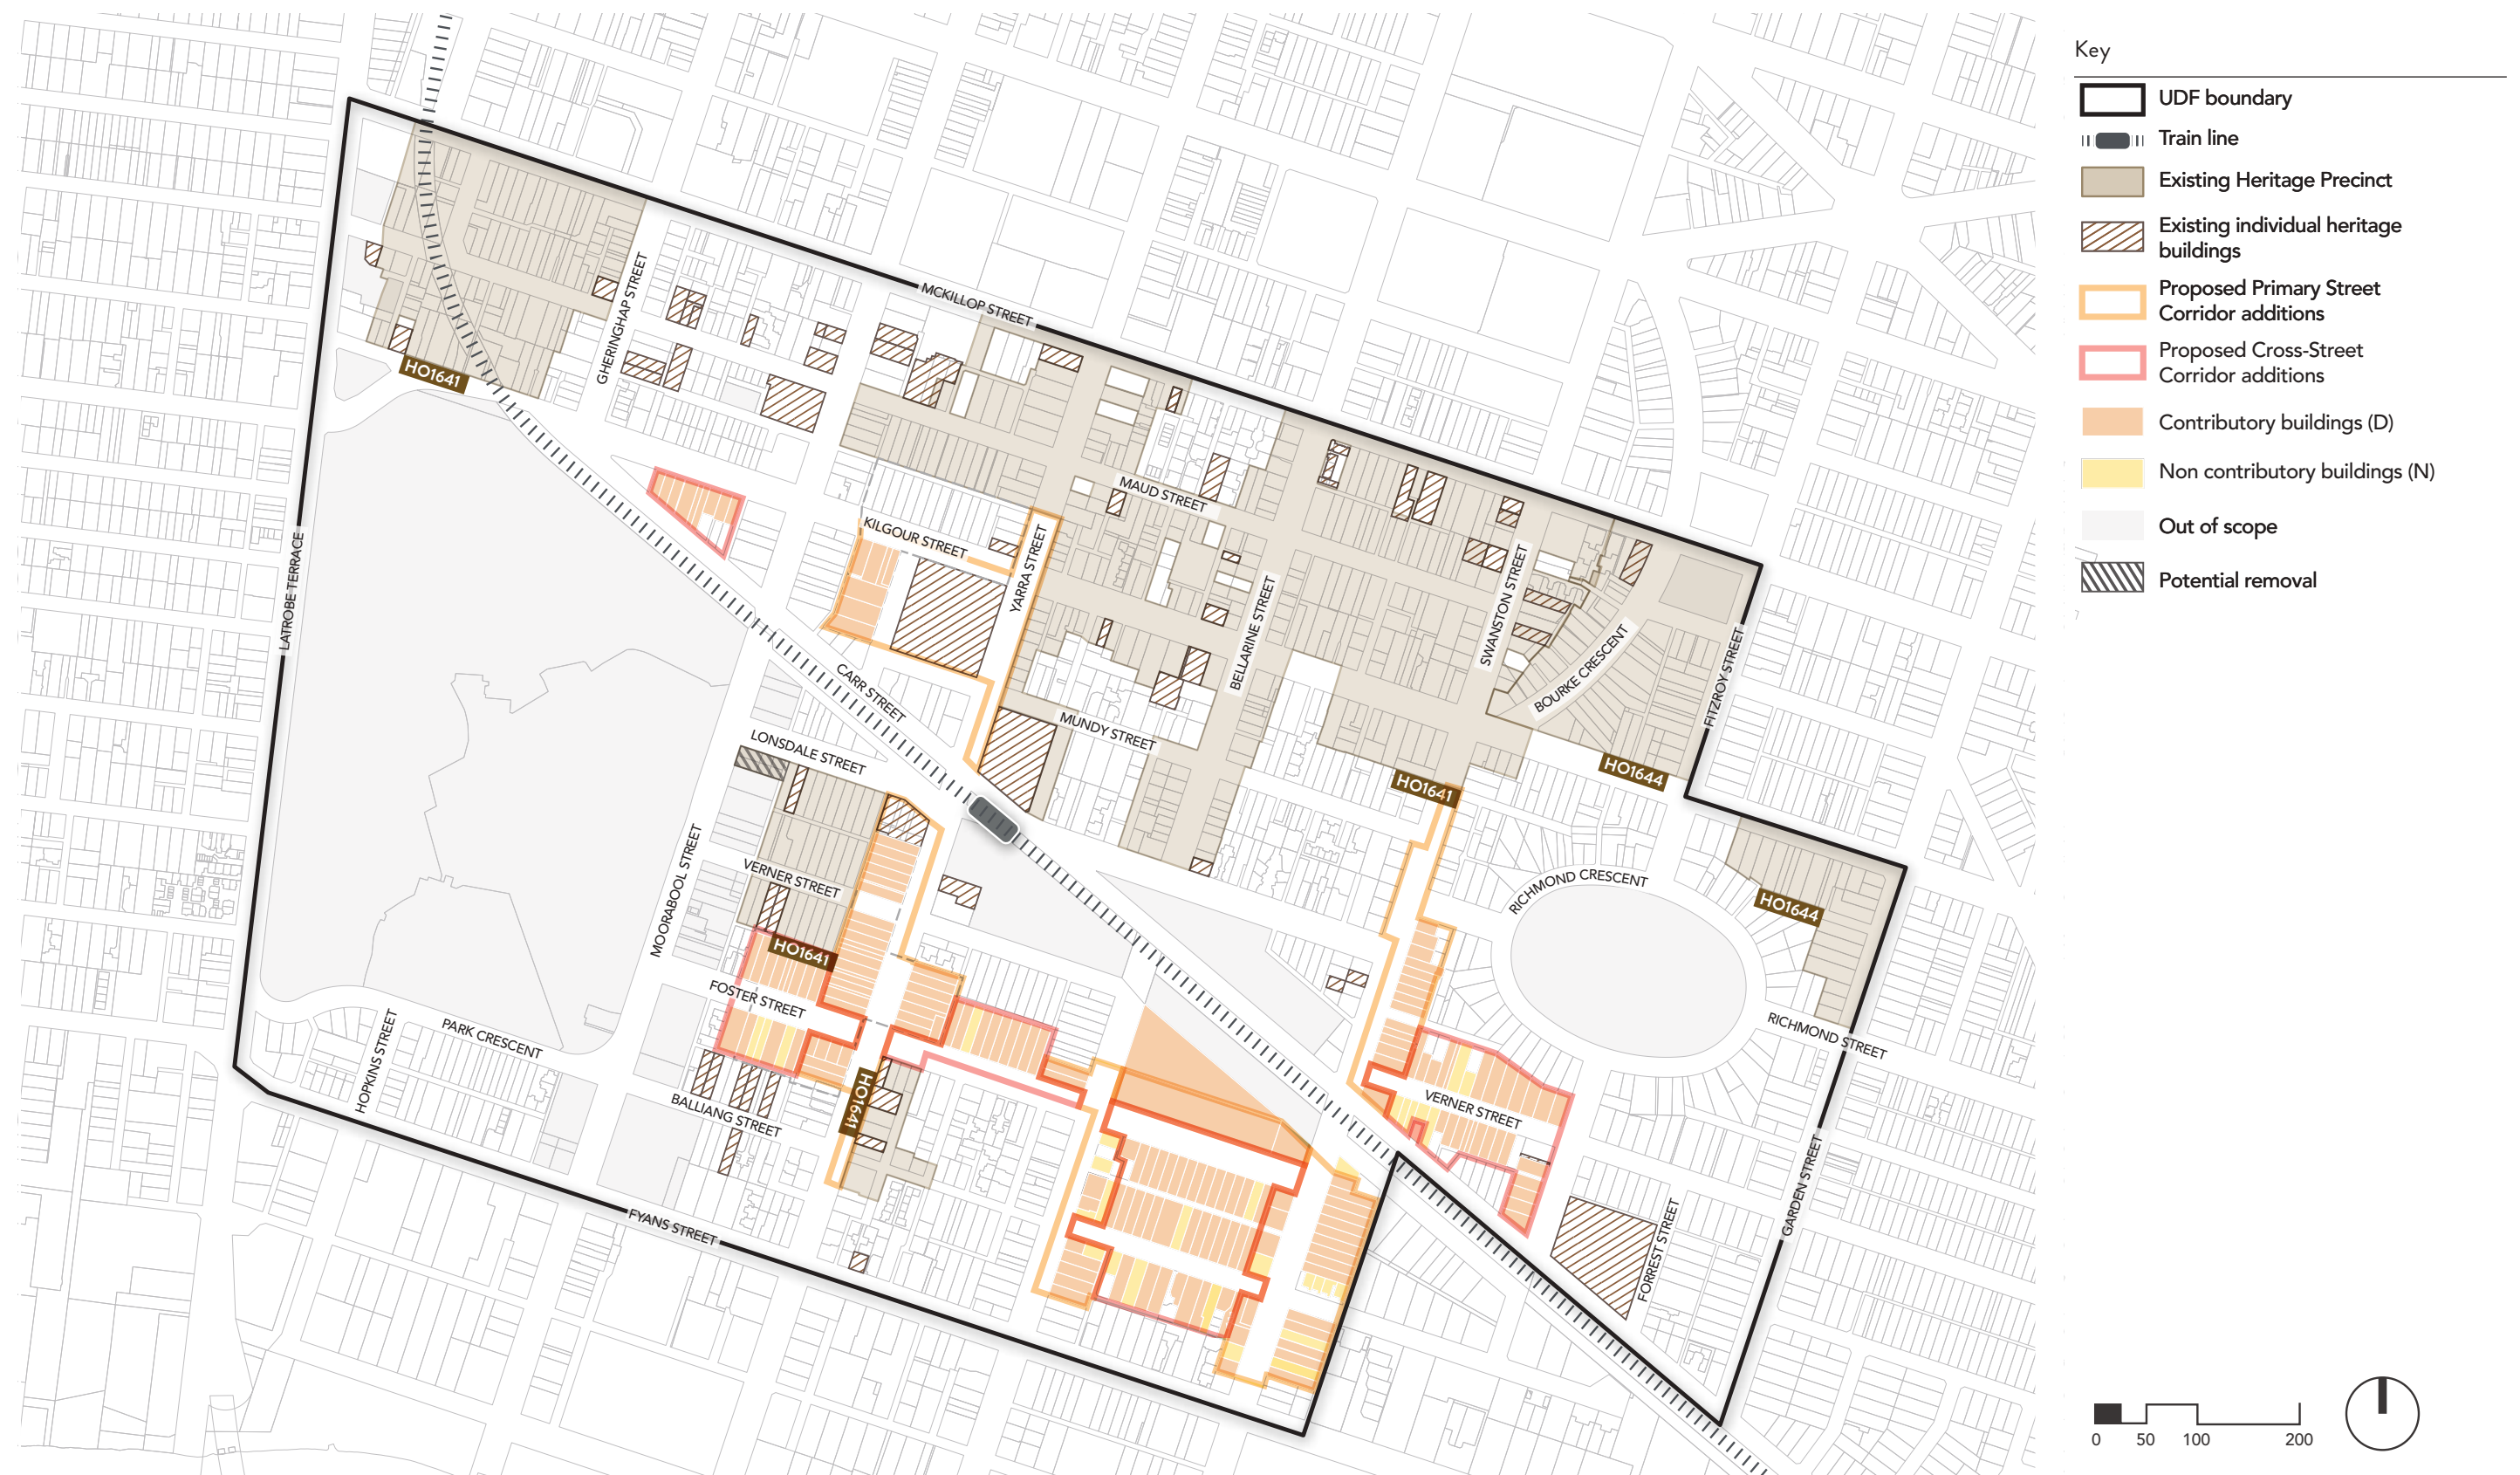 Key
UDF boundary
Train line
Existing Heritage Precinct
Existing individual heritage
buildings
Proposed Primary Street
Corridor additions
Proposed Cross-Street
Corridor additions
Contributory buildings (D)
Non contributory buildings (N)
Out of scope
Potential removal
MCKILLOP STREET
GHERINGHAP STREET
HO1641
MAUD STREET
KILGOUR STREET
YARRA STREET
LATROBE TERRACE
BELLARINE STREET
SWANSTON STREET
BOURKE CRESCENT
FITZROY STREET
CARR STREET
MUNDY STREET
LONSDALE STREET
HO1644
HO1641
MOORABOOL STREET
VERNER STREET
RICHMOND CRESCENT
HO1644
HO1641
FOSTER STREET
RICHMOND STREET
HOPKINS STREET
PARK CRESCENT
HO1641
BALLIANG STREET
VERNER STREET
GARDEN STREET
FORREST STREET
FYANS STREET
0 50 100 200